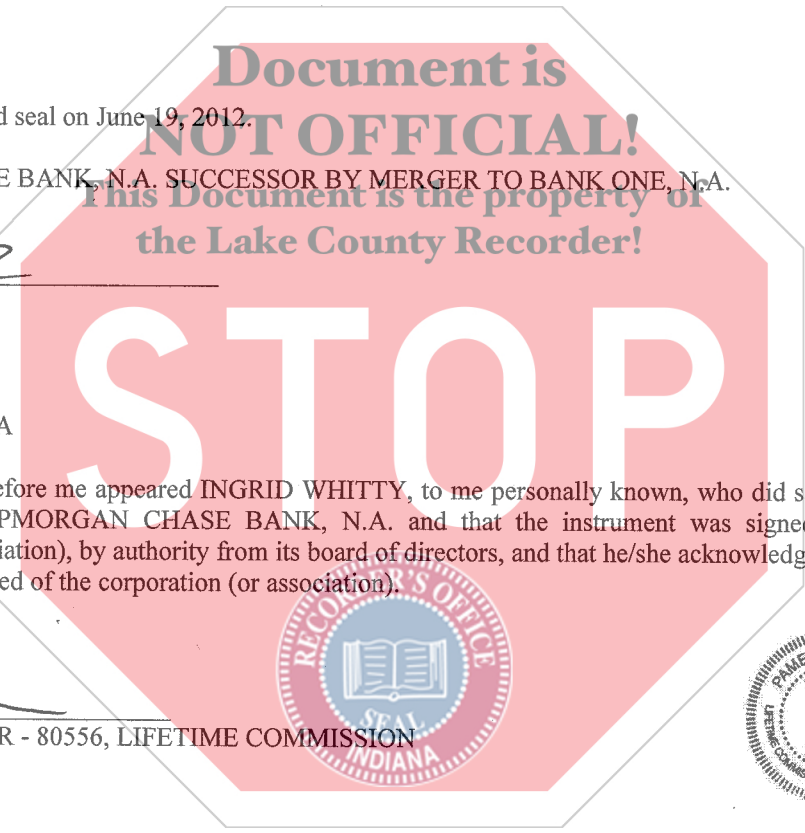 Document is
d seal on June 19, 2012.
NOT OFFICIAL!
E BANK, N.A. SUCCESSOR BY MERGER TO BANK ONE, N.A.
This Document is the property of
the Lake County Recorder!
STOP
A
efore me appeared INGRID WHITTY, to me personally known, who did s
PMORGAN CHASE BANK, N.A. and that the instrument was signe
iation), by authority from its board of directors, and that he/she acknowledg
ed of the corporation (or association).
RECORDER'S OFFICE
SEAL
INDIANA
R - 80556, LIFETIME COMMISSION
PAME
LIFETIME COMMIS